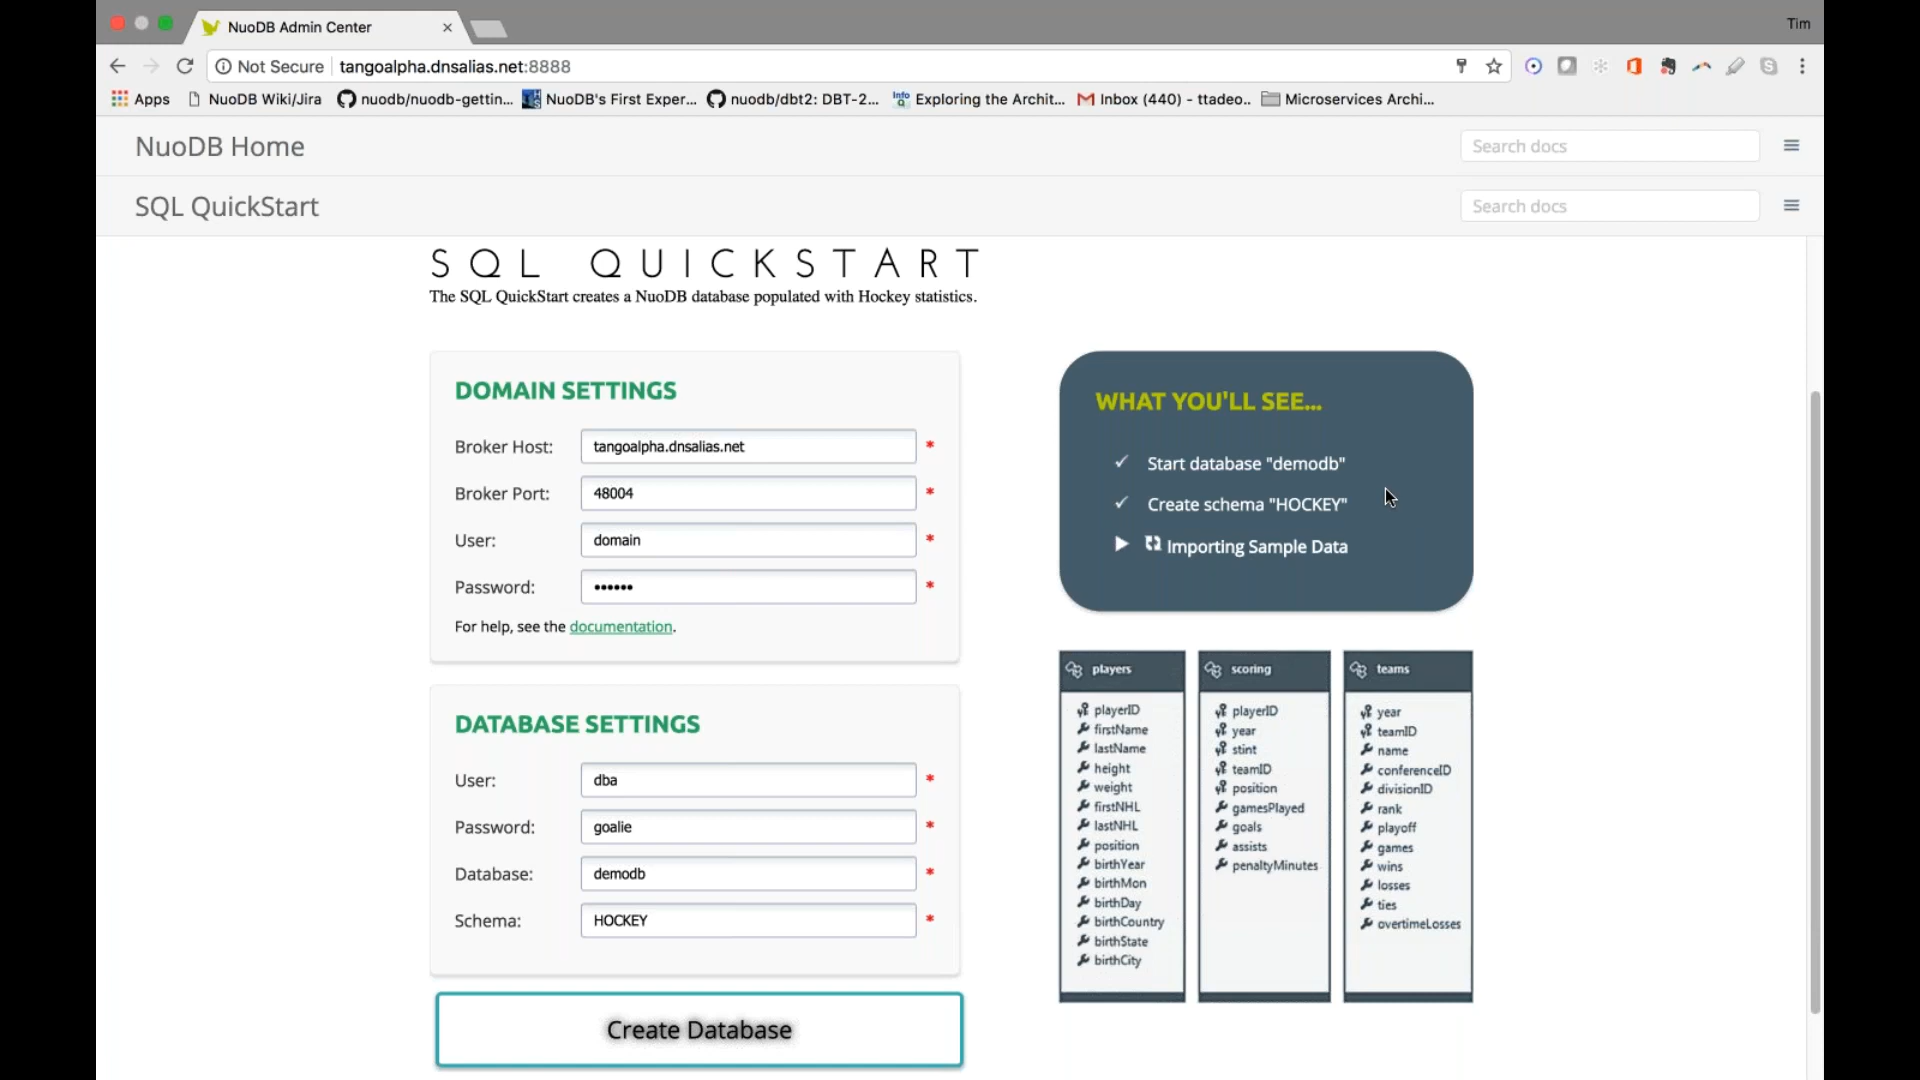 NuoDB Admin Center
Tim
Not Secure
tangoalpha.dnsalias.net:8888
Apps
NuoDB Wiki/Jira
nuodb/nuodb-gettin...
NuoDB's First Exper...
nuodb/dbt2: DBT-2...
Info Q
Exploring the Archit...
Inbox (440) - ttadeo..
Microservices Archi...
NuoDB Home
Search docs
SQL QuickStart
Search docs
SQL QUICKSTART
The SQL QuickStart creates a NuoDB database populated with Hockey statistics.
DOMAIN SETTINGS
Broker Host: tangoalpha.dnsalias.net *
Broker Port: 48004 *
User: domain *
Password: •••••• *
For help, see the documentation.
DATABASE SETTINGS
User: dba *
Password: goalie *
Database: demodb *
Schema: HOCKEY *
Create Database
WHAT YOU'LL SEE...
Start database "demodb"
Create schema "HOCKEY"
Importing Sample Data
players
playerID
firstName
lastName
height
weight
firstNHL
lastNHL
position
birthYear
birthMon
birthDay
birthCountry
birthState
birthCity
scoring
playerID
year
stint
teamID
position
gamesPlayed
goals
assists
penaltyMinutes
teams
year
teamID
name
conferenceID
divisionID
rank
playoff
games
wins
losses
ties
overtimeLosses